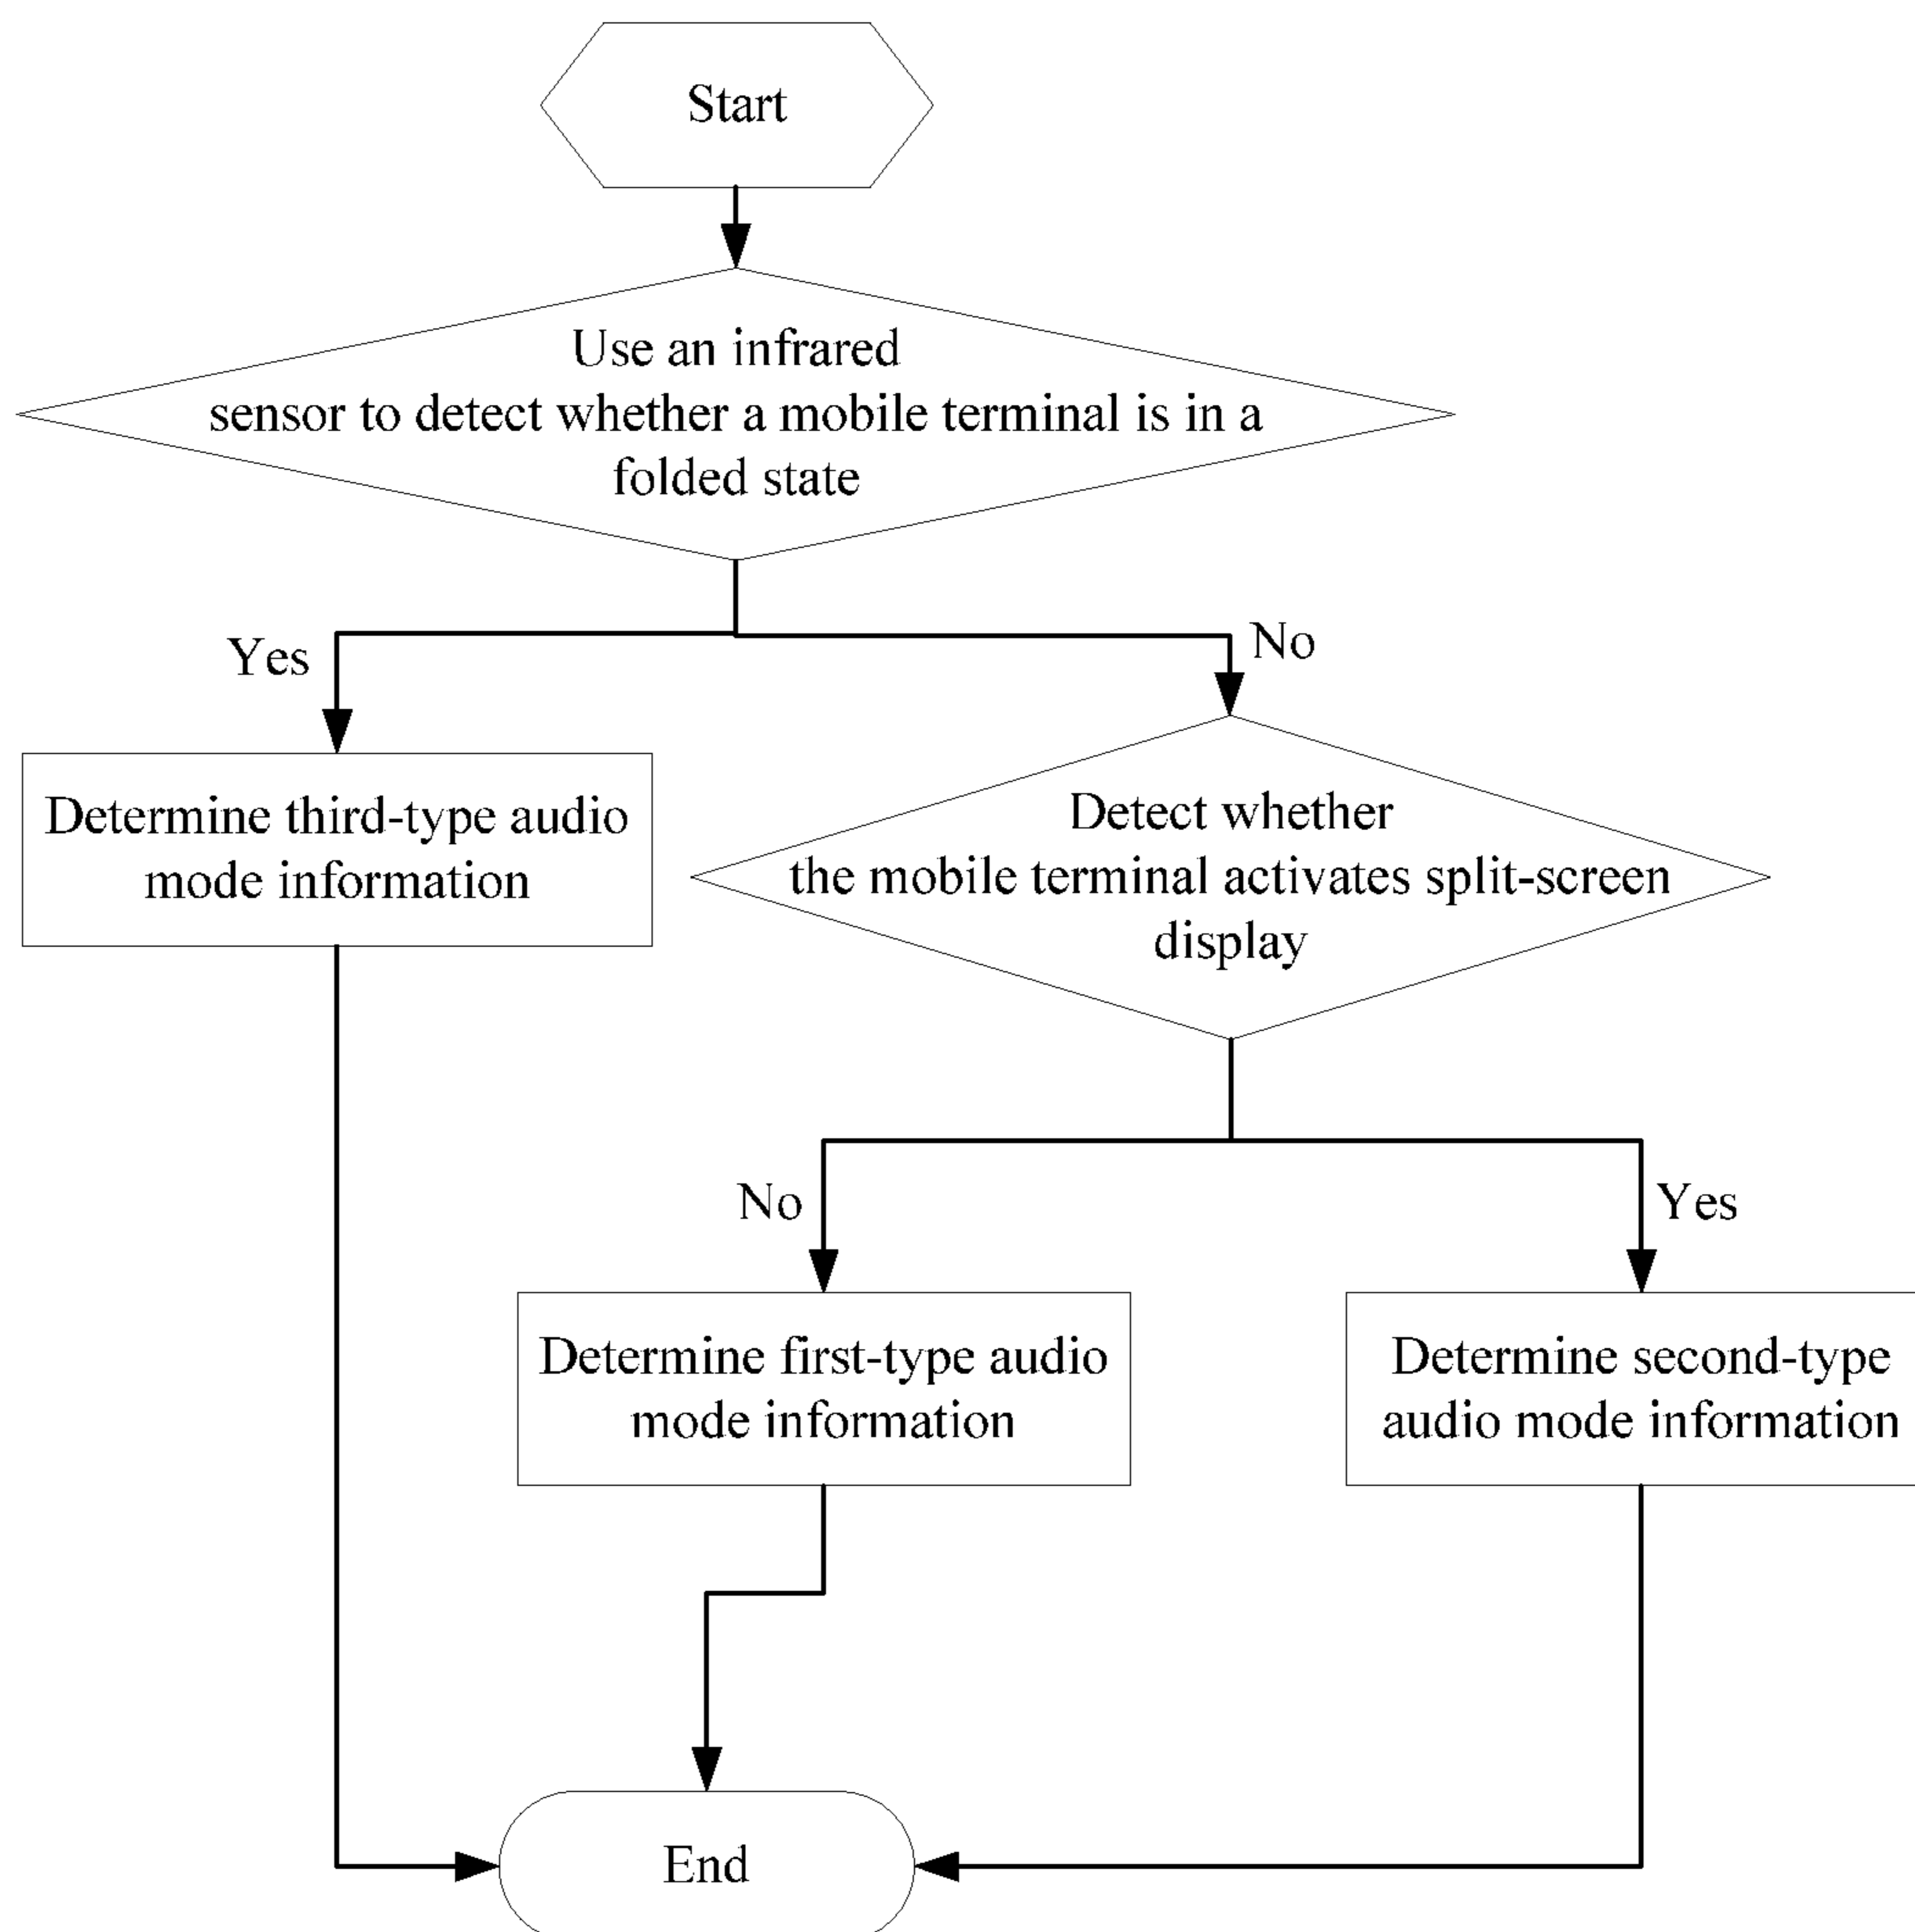 Start
Use an infrared
sensor to detect whether a mobile terminal is in a
folded state
Yes
No
Determine third-type audio
mode information
Detect whether
the mobile terminal activates split-screen
display
No
Yes
Determine first-type audio
mode information
Determine second-type
audio mode information
End